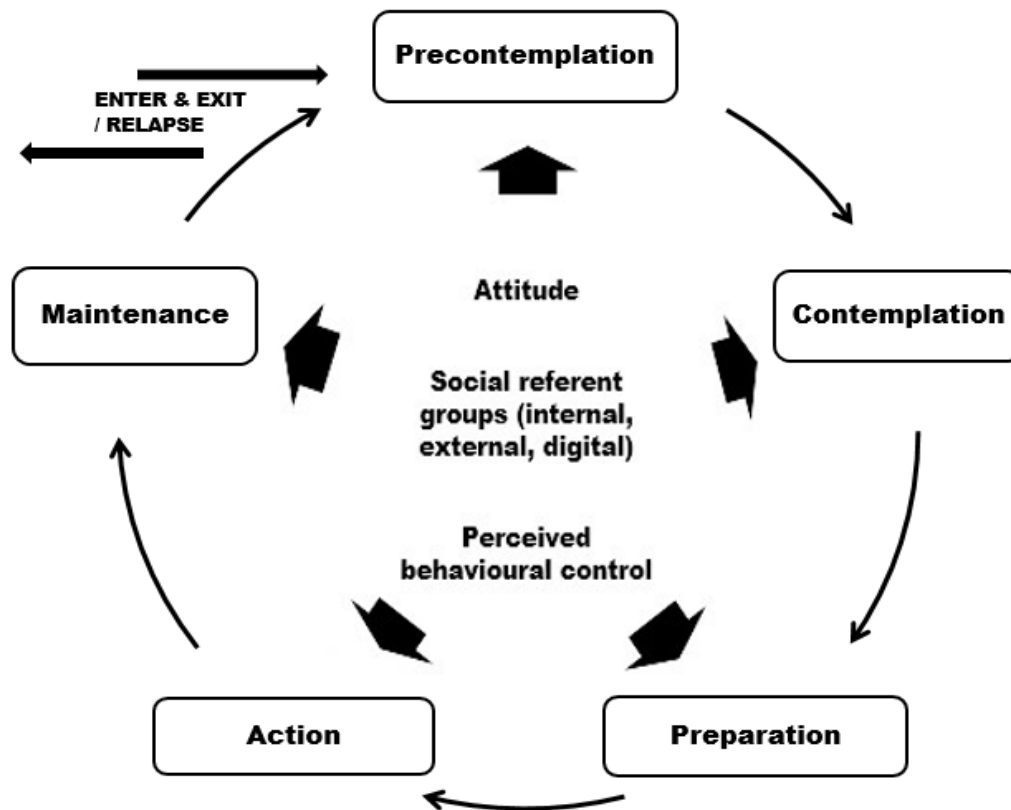 Precontemplation
ENTER & EXIT
/ RELAPSE
Maintenance
Attitude
Contemplation
Social referent
groups (internal,
external, digital)
Perceived
behavioural control
Action
Preparation